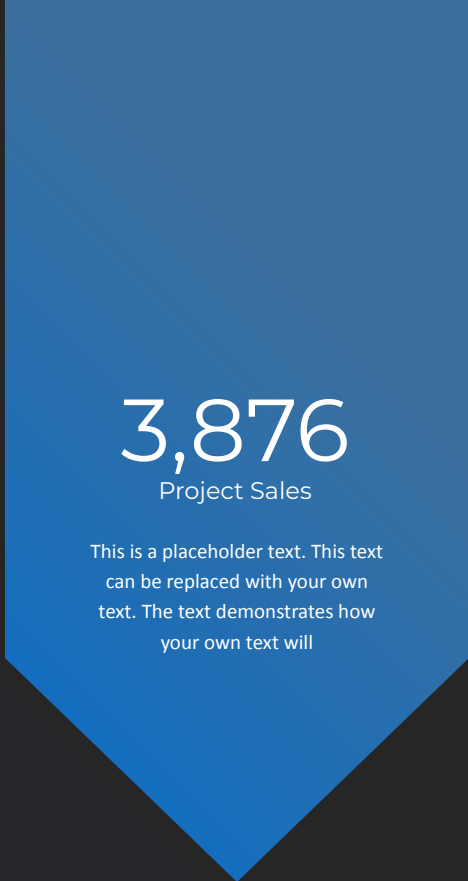 3,876
Project Sales
This is a placeholder text. This text
can be replaced with your own
text. The text demonstrates how
your own text will